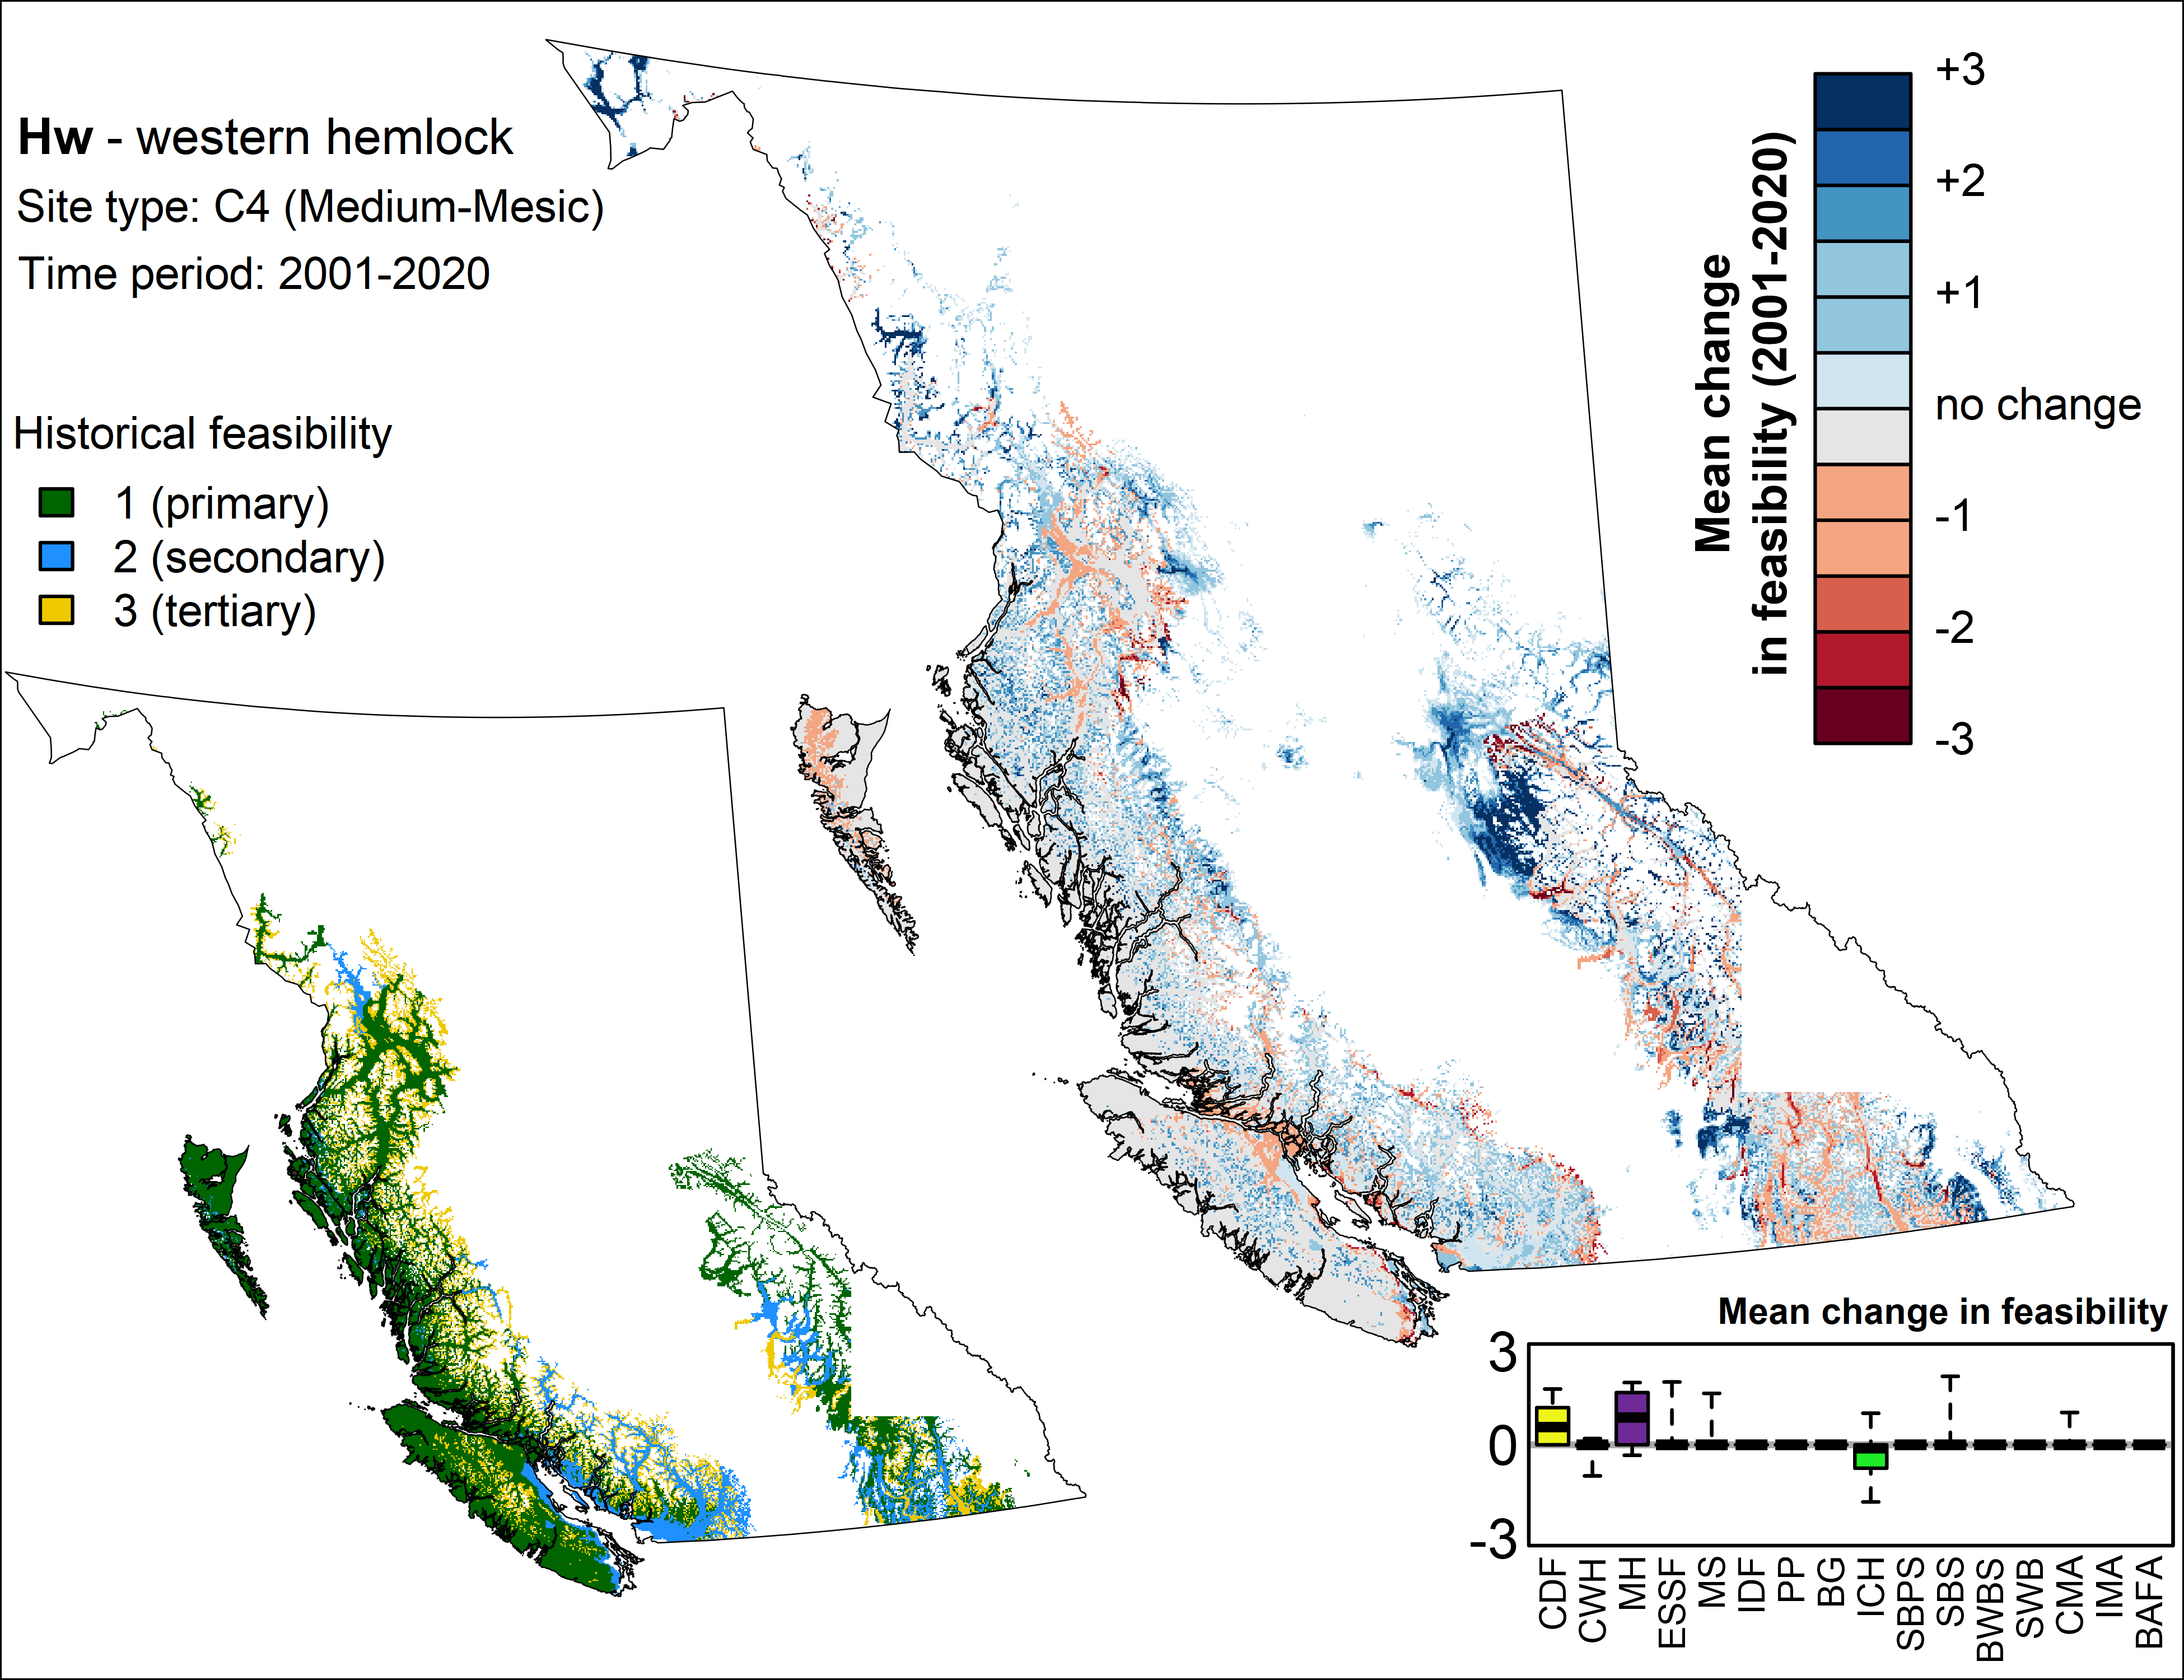 Hw - western hemlock
Site type: C4 (Medium-Mesic)
Time period: 2001-2020
Historical feasibility
1 (primary)
2 (secondary)
3 (tertiary)
Mean change
in feasibility (2001-2020)
+3
+2
+1
no change
-1
-2
-3
Mean change in feasibility
3
0
-3
CDF
CWH
MH
ESSF
MS
IDF
PP
BG
ICH
SBPS
SBS
BWBS
SWB
CMA
IMA
BAFA